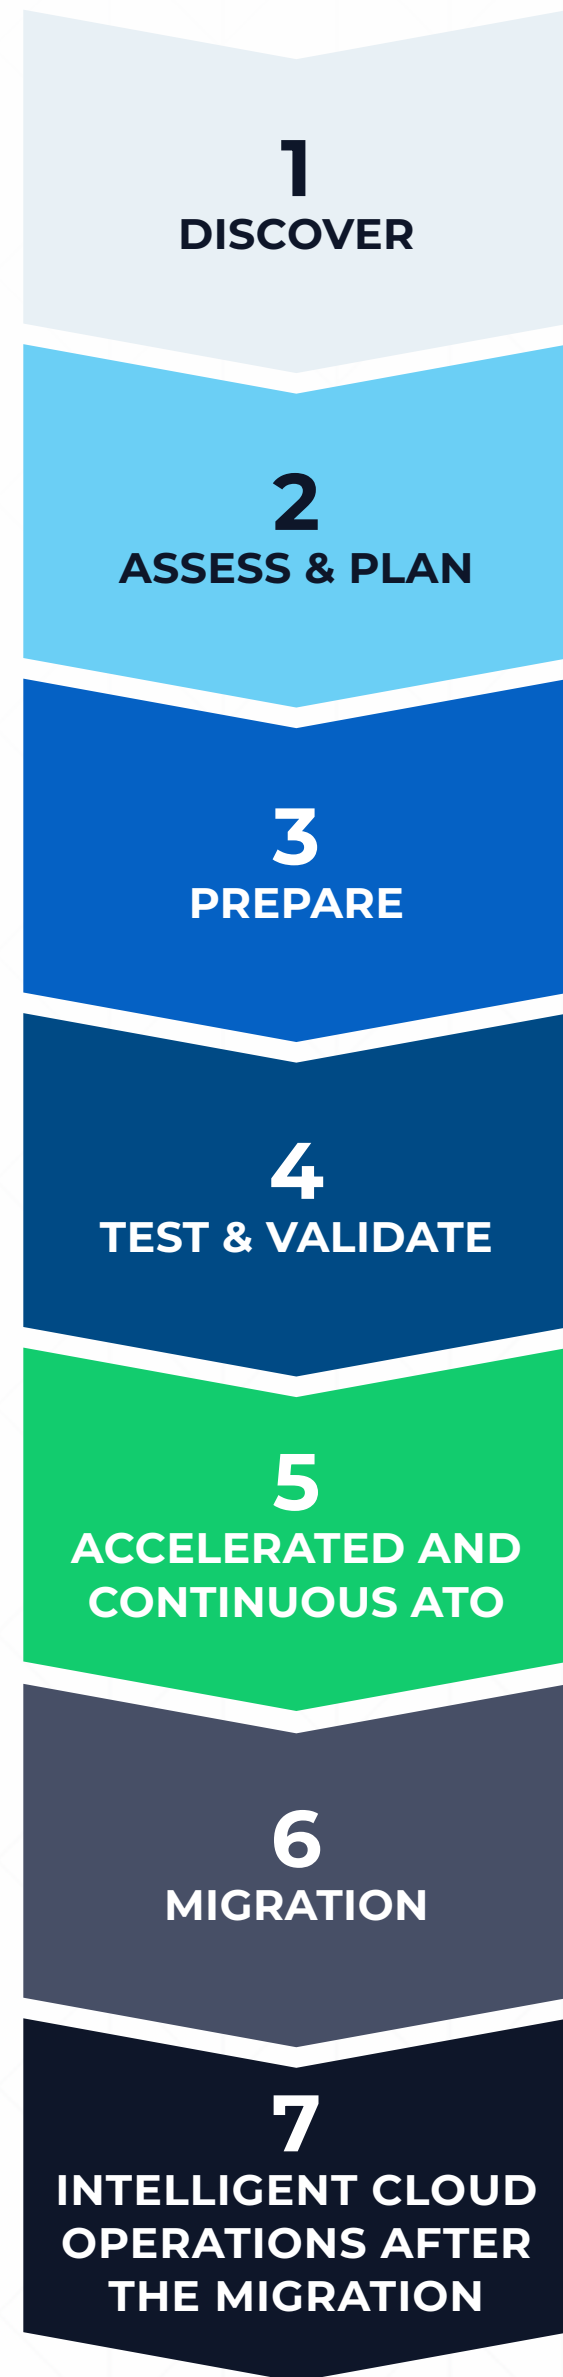 1
DISCOVER
2
ASSESS & PLAN
3
PREPARE
4
TEST & VALIDATE
5
ACCELERATED AND
CONTINUOUS ATO
6
MIGRATION
7
INTELLIGENT CLOUD
OPERATIONS AFTER
THE MIGRATION